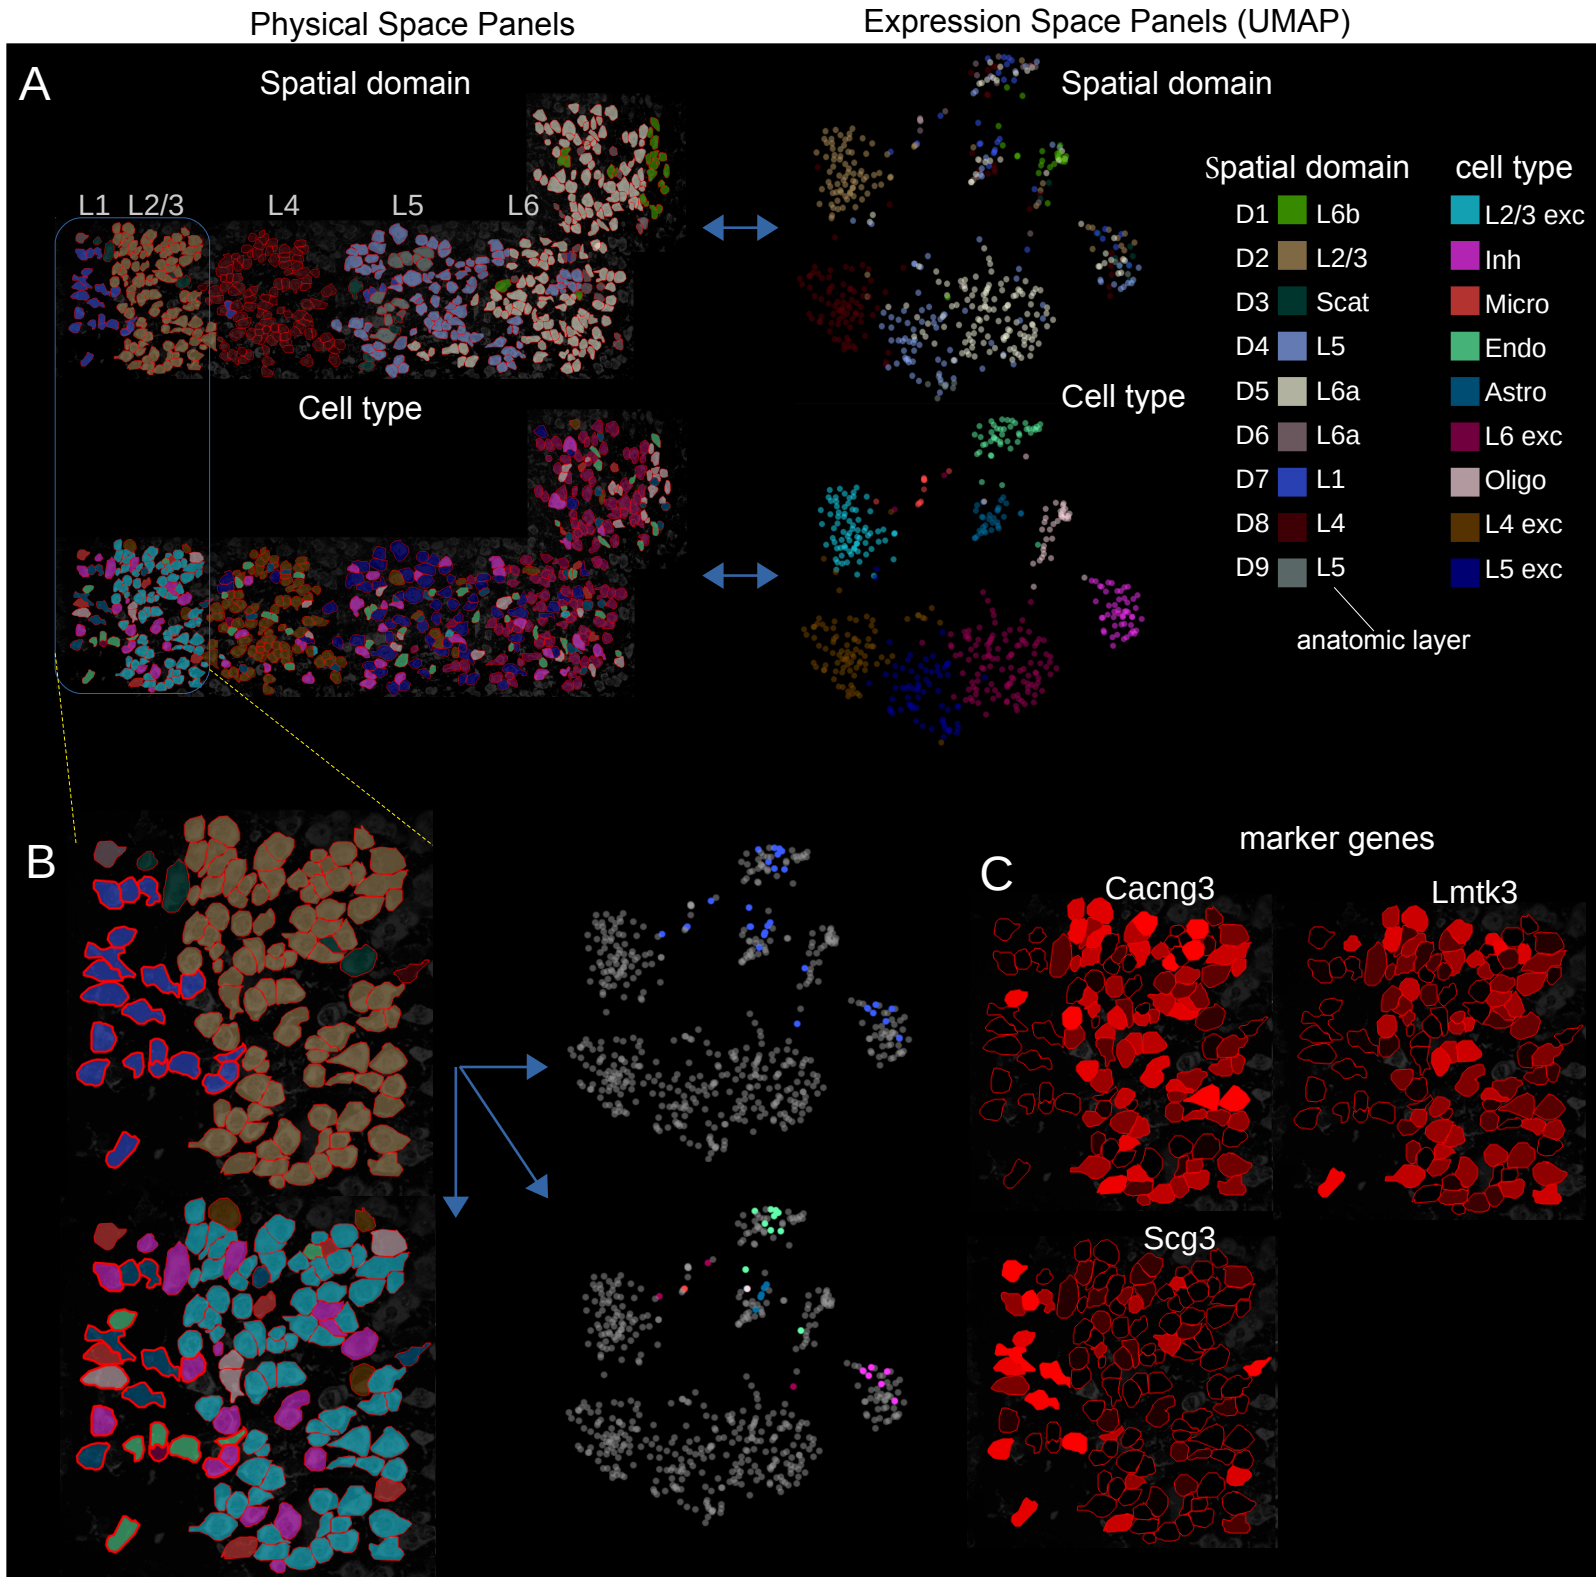 Physical Space Panels
Expression Space Panels (UMAP)
A
Spatial domain
Spatial domain
L1
L2/3
L4
L5
L6
Cell type
Cell type
Spatial domain
cell type
D1 L6b
D2 L2/3
D3 Scat
D4 L5
D5 L6a
D6 L6a
D7 L1
D8 L4
D9 L5
anatomic layer
L2/3 exc
Inh
Micro
Endo
Astro
L6 exc
Oligo
L4 exc
L5 exc
B
C
marker genes
Cacng3
Lmtk3
Scg3